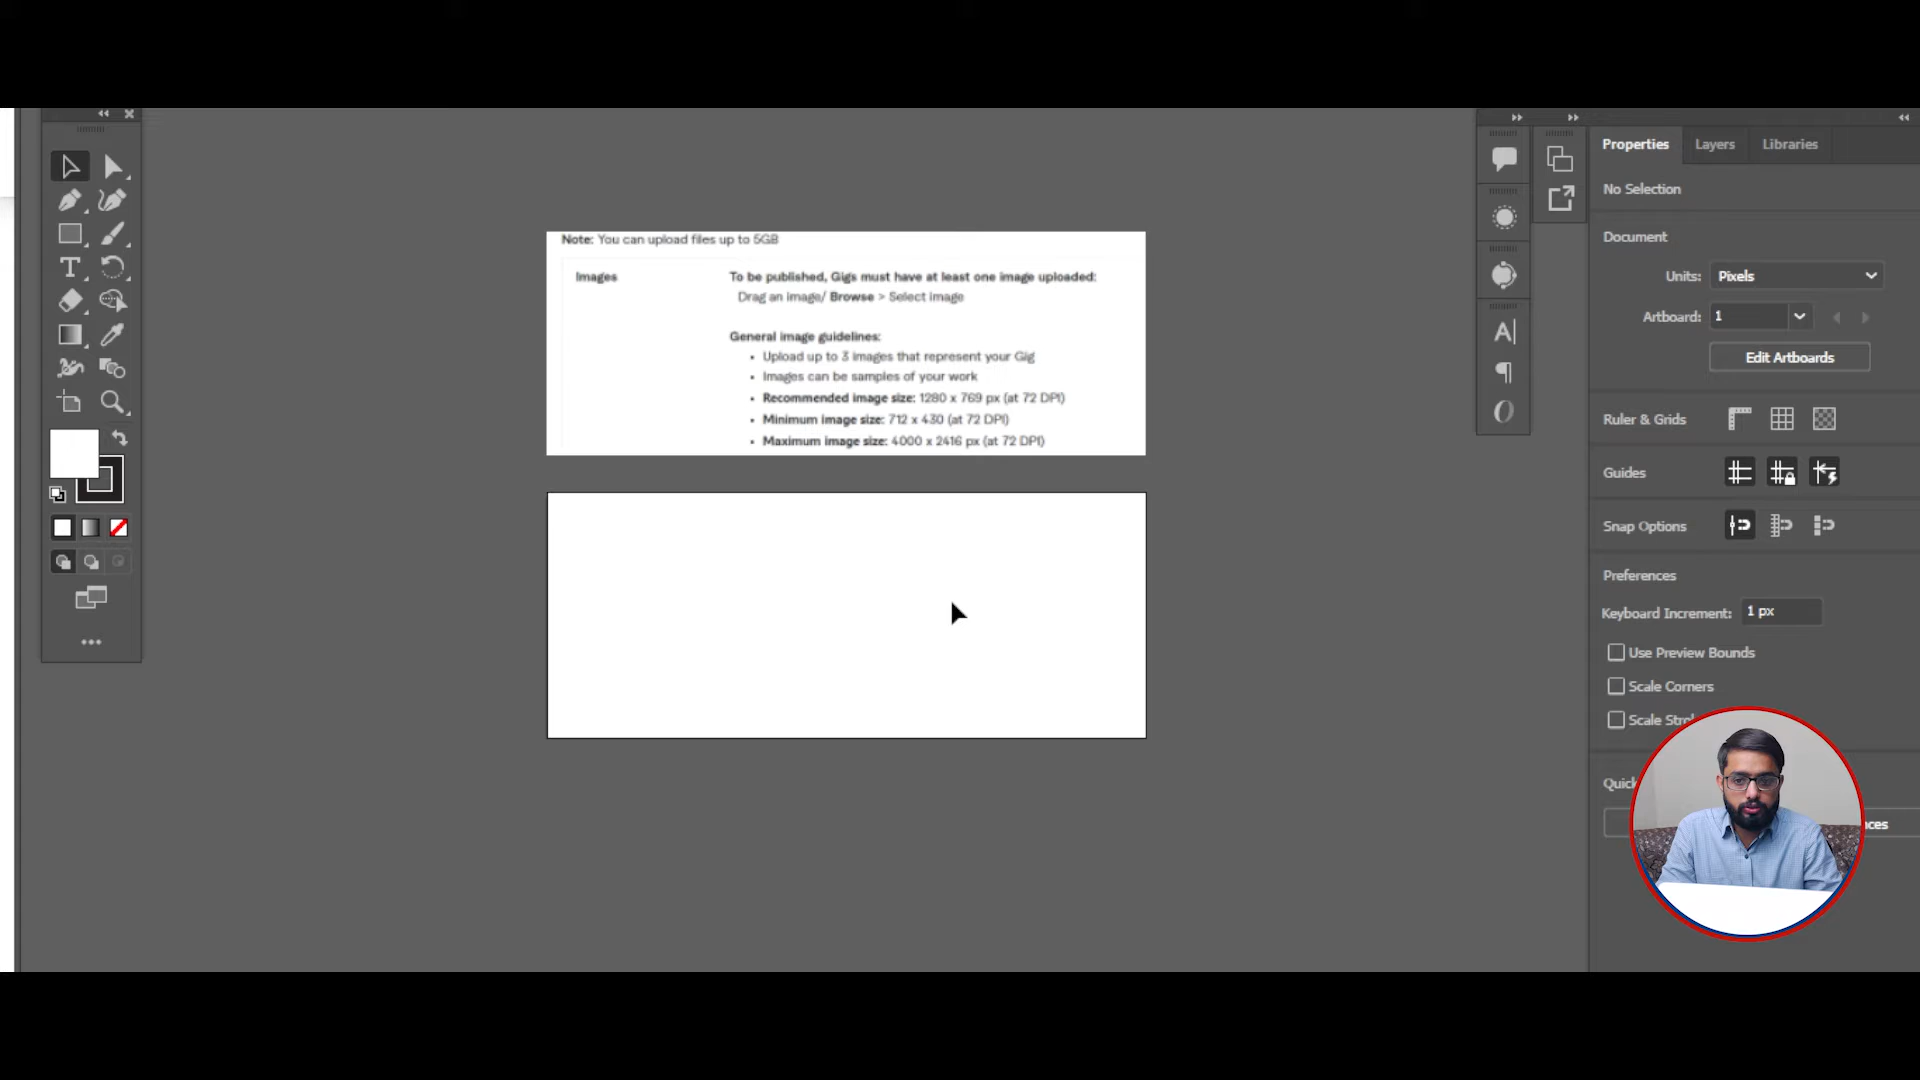 Note: You can upload files up to 5GB
Images
To be published, Gigs must have at least one image uploaded:
Drag an image/ Browse > Select image
General image guidelines:
• Upload up to 3 images that represent your Gig
• Images can be samples of your work
• Recommended image size: 1280 x 769 px (at 72 DPI)
• Minimum image size: 712 x 430 (at 72 DPI)
• Maximum image size: 4000 x 2416 px (at 72 DPI)
Properties Layers Libraries
No Selection
Document
Units: Pixels
Artboard: 1
Edit Artboards
Ruler & Grids
Guides
Snap Options
Preferences
Keyboard Increment: 1 px
Use Preview Bounds
Scale Corners
Scale